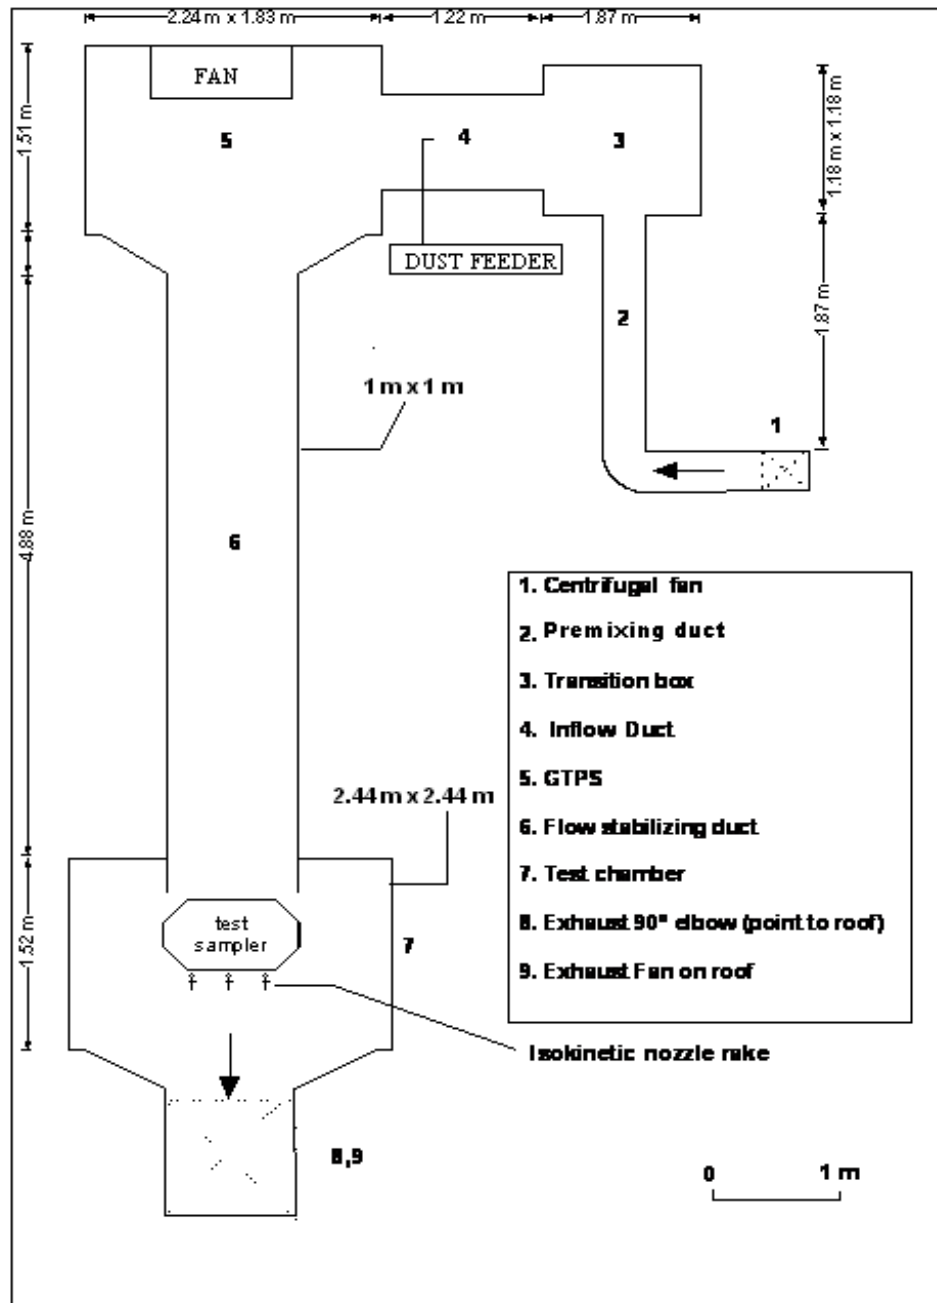 2.24 m x 1.83 m
1.22 m
1.87 m
FAN
1.51 m
5
4
3
1.18 m x 1.18 m
DUST FEEDER
2
1.87 m
1 m x 1 m
1
4.88 m
6
1. Centrifugal fan
2. Premixing duct
3. Transition box
4. Inflow Duct
5. GTPS
6. Flow stabilizing duct
7. Test chamber
8. Exhaust 90° elbow (point to roof)
9. Exhaust Fan on roof
2.44 m x 2.44 m
1.52 m
test
sampler
7
Isokinetic nozzle rake
8,9
0 1 m